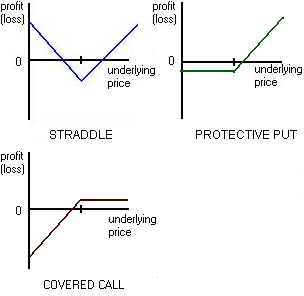 profit
(loss)
0
underlying
price
STRADDLE
profit
(loss)
0
underlying
price
PROTECTIVE PUT
profit
(loss)
0
underlying
price
COVERED CALL